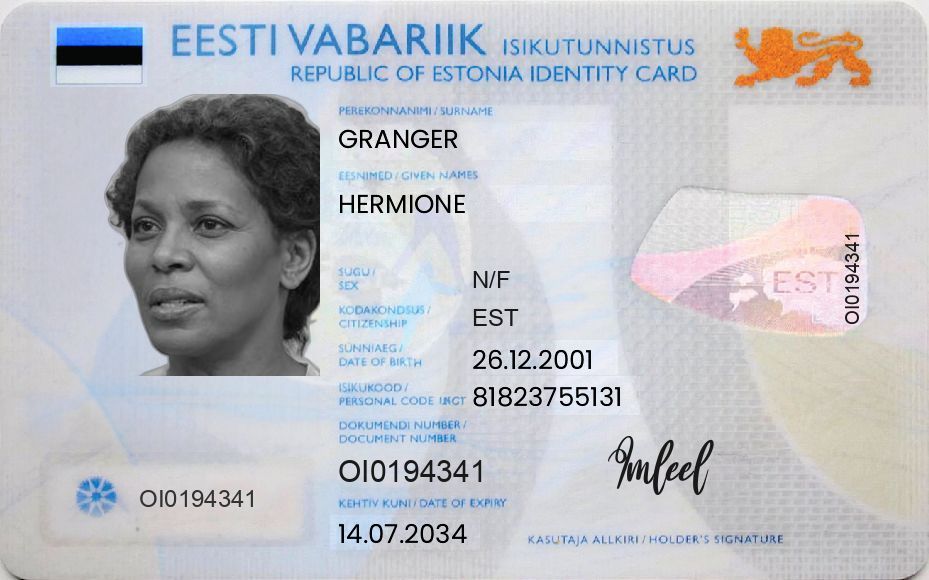 EESTI VABARIIK ISIKUTUNNISTUS
REPUBLIC OF ESTONIA IDENTITY CARD
PEREKONNANIMI / SURNAME
GRANGER
EESNIMED / GIVEN NAMES
HERMIONE
SUGU / SEX
N/F
KODAKONDSUS / CITIZENSHIP
EST
SÜNNIAEG / DATE OF BIRTH
26.12.2001
ISIKUKOOD / PERSONAL CODE
81823755131
DOKUMENDI NUMBER / DOCUMENT NUMBER
OI0194341
KEHTIV KUNI / DATE OF EXPIRY
14.07.2034
OI0194341
EST
OI0194341
KASUTAJA ALLKIRI / HOLDER'S SIGNATURE